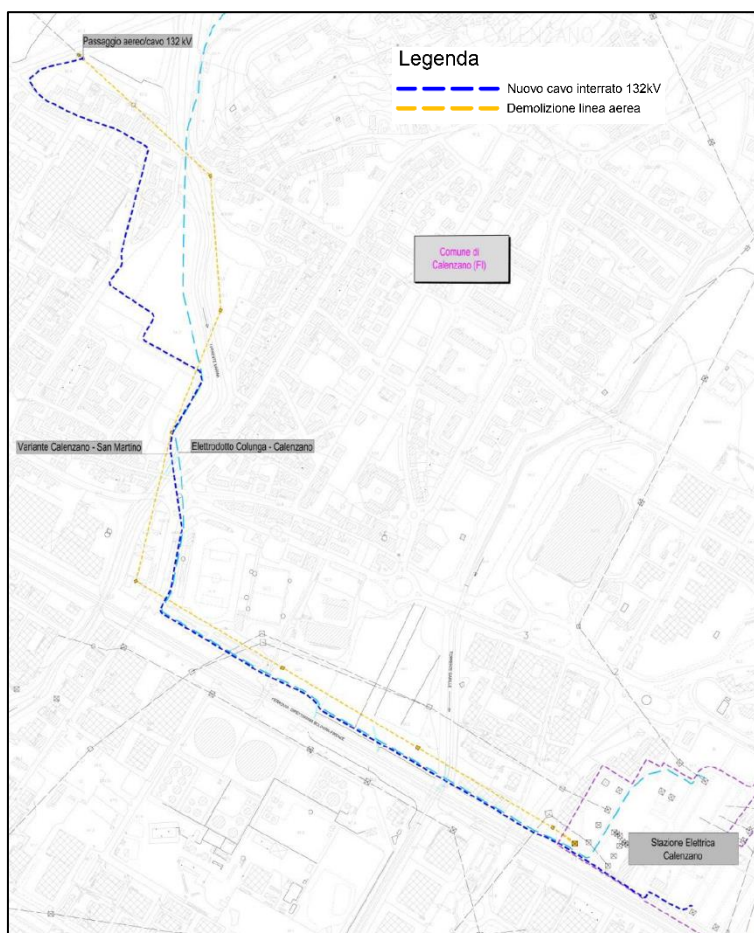 CALENZANO
Passaggio aereo/cavo 132 kV
Legenda
Nuovo cavo interrato 132kV
Demolizione linea aerea
Comune di
Calenzano (FI)
Variante Calenzano - San Martino
Elettrodotto Colunga - Calenzano
3
Stazione Elettrica
Calenzano